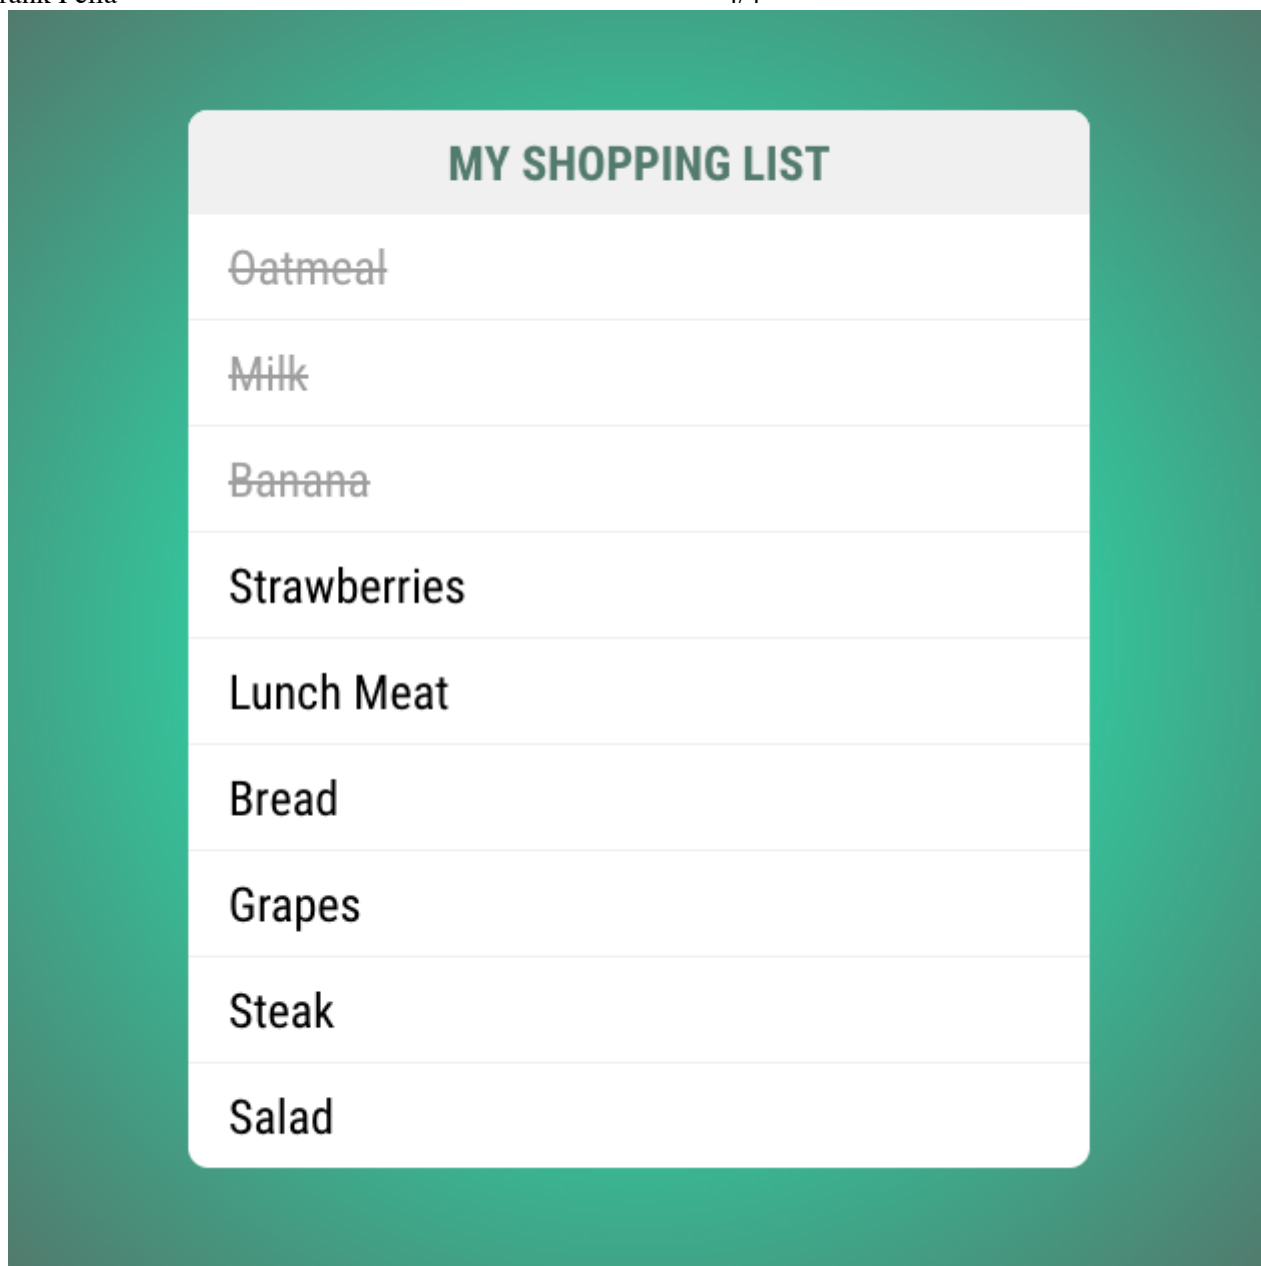 MY SHOPPING LIST
Oatmeal
Milk
Banana
Strawberries
Lunch Meat
Bread
Grapes
Steak
Salad